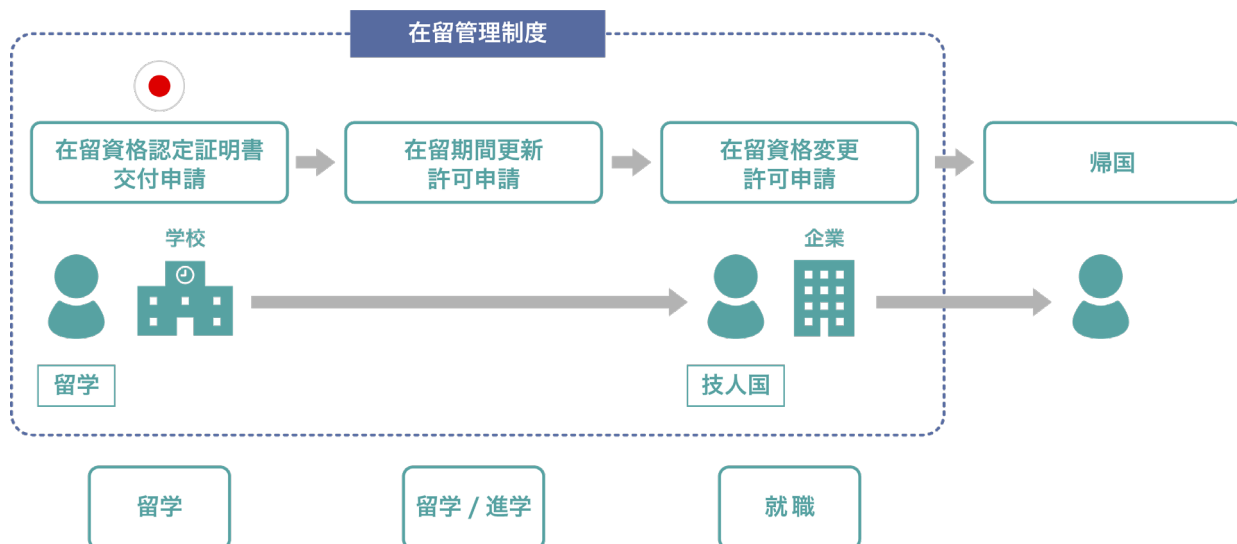 在留管理制度
在留資格認定証明書
交付申請
在留期間更新
許可申請
在留資格変更
許可申請
帰国
学校
企業
留学
技人国
留学
留学 / 進学
就職